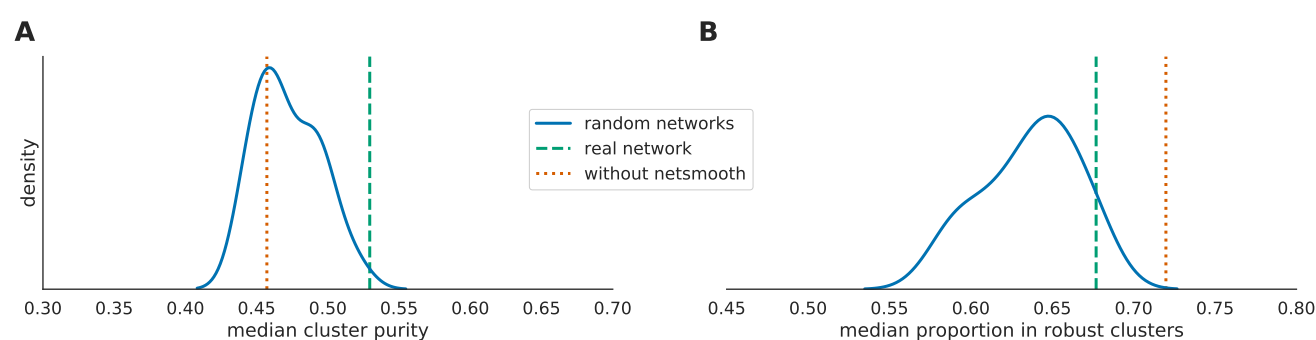 A
density
0.30 0.35 0.40 0.45 0.50 0.55 0.60 0.65 0.70
median cluster purity
random networks
real network
without netsmooth
B
0.45 0.50 0.55 0.60 0.65 0.70 0.75 0.80
median proportion in robust clusters